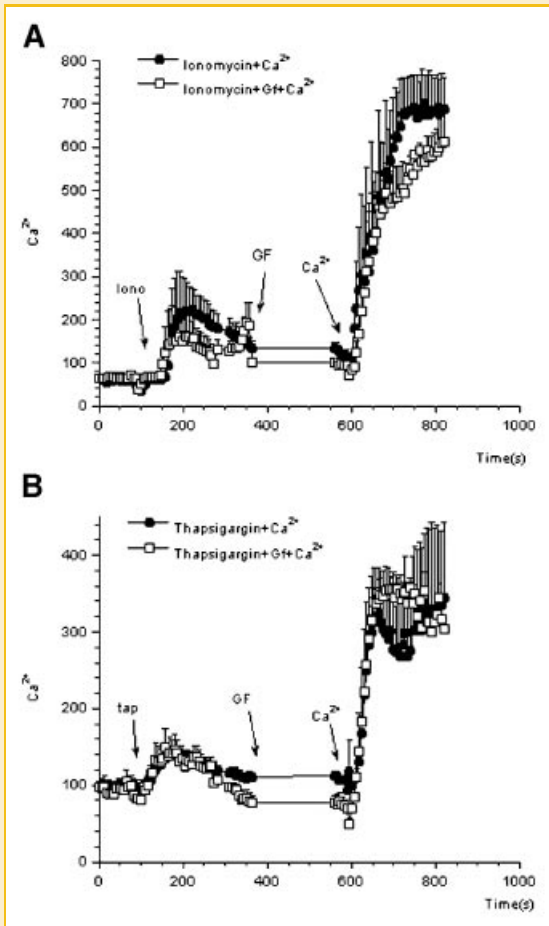 A
Ionomycin+Ca²⁺
Ionomycin+Gf+Ca²⁺
800
700
600
500
400
300
200
100
0
Ca²⁺
Iono
GF
Ca²⁺
0 200 400 600 800 1000
Time(s)
B
Thapsigargin+Ca²⁺
Thapsigargin+Gf+Ca²⁺
400
300
200
100
0
Ca²⁺
tap
GF
Ca²⁺
0 200 400 600 800 1000
Time(s)